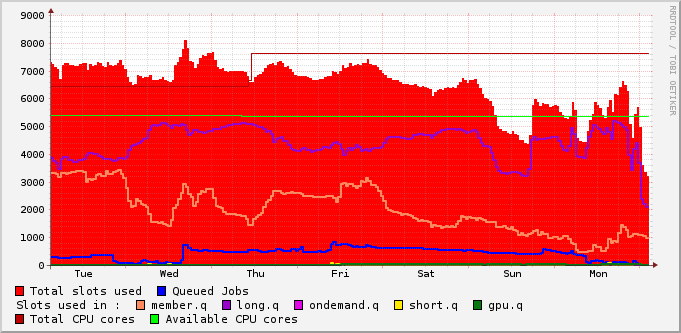 9000
8000
7000
6000
5000
4000
3000
2000
1000
0
Tue Wed Thu Fri Sat Sun Mon
RRDTOOL / TOBI OETIKER
Total slots used Queued Jobs
Slots used in : member.q long.q ondemand.q short.q gpu.q
Total CPU cores Available CPU cores